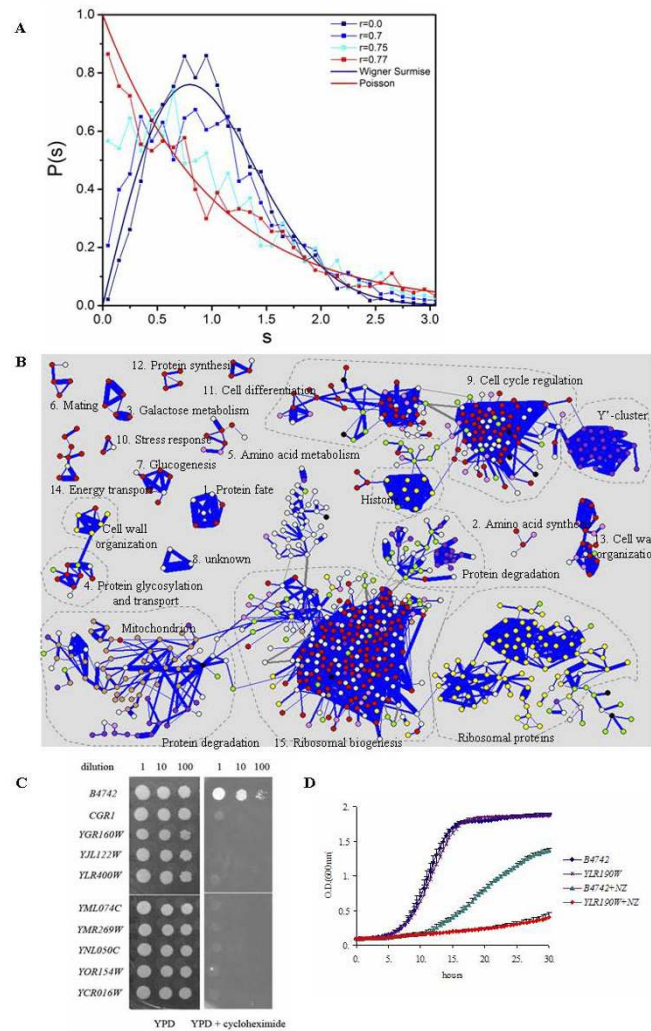 A
r=0.0
r=0.7
r=0.75
r=0.77
Wigner Surmise
Poisson
P(s)
1.0
0.8
0.6
0.4
0.2
0.0
0.0 0.5 1.0 1.5 2.0 2.5 3.0
s
B
12. Protein synthesis
11. Cell differentiation
9. Cell cycle regulation
6. Mating
3. Galactose metabolism
Y'-cluster
10. Stress response
5. Amino acid metabolism
7. Glucogenesis
14. Energy transport
1. Protein fate
Histone
2. Amino acid synthesis
13. Cell wall
organization
Cell wall
organization
8. unknown
Protein degradation
4. Protein glycosylation
and transport
Mitochondrion
Protein degradation
15. Ribosomal biogenesis
Ribosomal proteins
C
dilution 1 10 100 1 10 100
B4742
CGR1
YGR160W
YJL122W
YLR400W
YML074C
YMR269W
YNL050C
YOR154W
YCR016W
YPD YPD + cycloheximide
D
O.D.(600nm)
2.
1.5
1.
0.5
0.
0. 5. 10. 15. 20. 25. 30.
hours
B4742
YLR190W
B4742+NZ
YLR190W+NZ